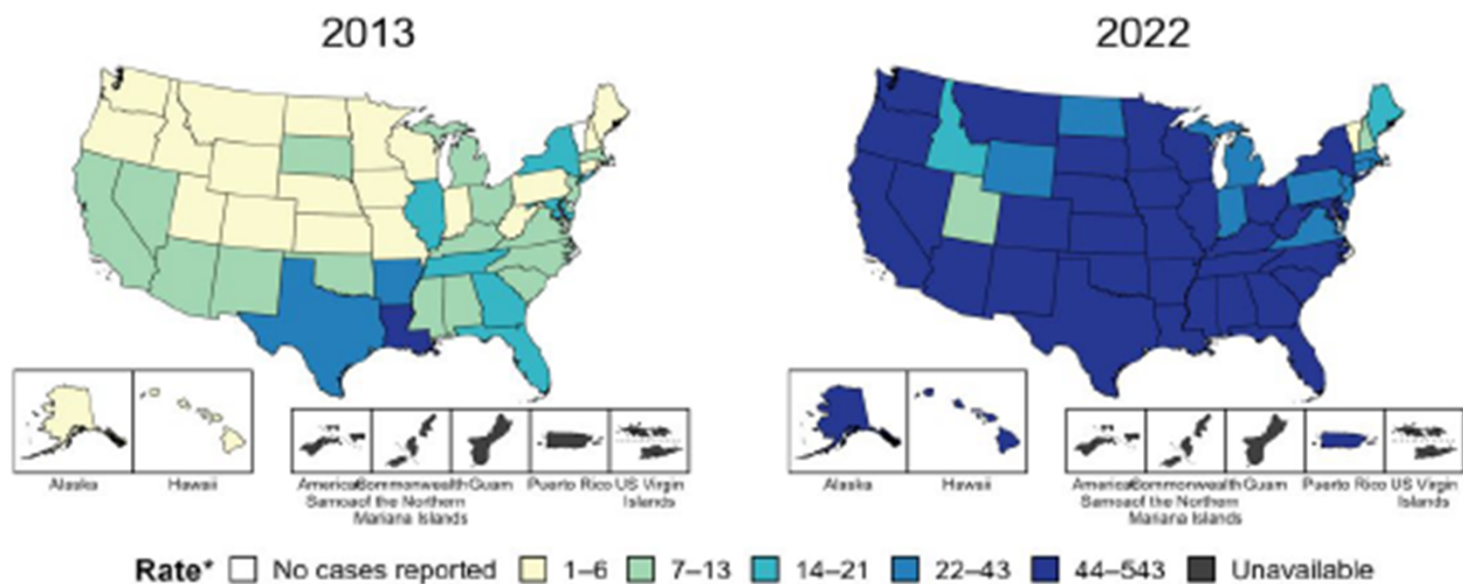 2013
2022
Alaska
Hawaii
American Samoa
Commonwealth of the Northern Mariana Islands
Guam
Puerto Rico
US Virgin Islands
Alaska
Hawaii
American Samoa
Commonwealth of the Northern Mariana Islands
Guam
Puerto Rico
US Virgin Islands
Rate* No cases reported 1–6 7–13 14–21 22–43 44–543 Unavailable